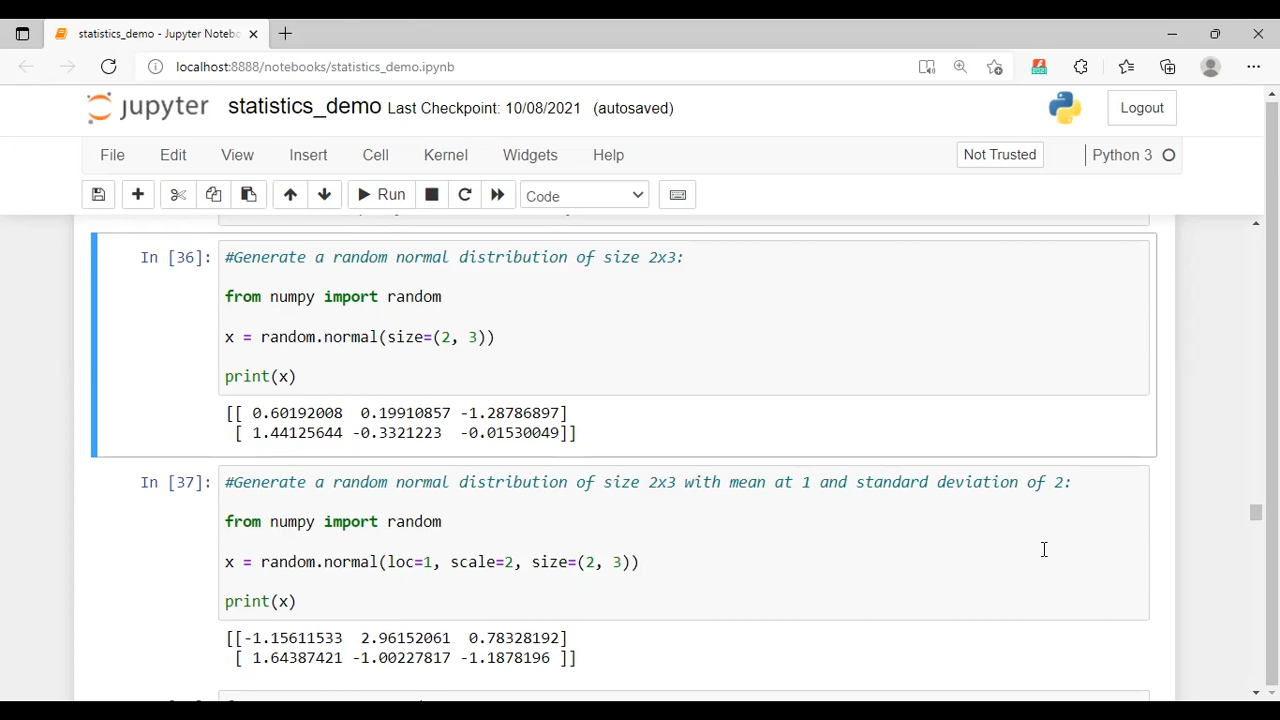 statistics_demo - Jupyter Notebo
localhost:8888/notebooks/statistics_demo.ipynb
jupyter statistics_demo Last Checkpoint: 10/08/2021 (autosaved)
Logout
File Edit View Insert Cell Kernel Widgets Help Not Trusted Python 3
Run Code
In [36]: #Generate a random normal distribution of size 2x3:
from numpy import random
x = random.normal(size=(2, 3))
print(x)
[[ 0.60192008 0.19910857 -1.28786897]
[ 1.44125644 -0.3321223 -0.01530049]]
In [37]: #Generate a random normal distribution of size 2x3 with mean at 1 and standard deviation of 2:
from numpy import random
x = random.normal(loc=1, scale=2, size=(2, 3))
print(x)
[[-1.15611533 2.96152061 0.78328192]
[ 1.64387421 -1.00227817 -1.1878196 ]]